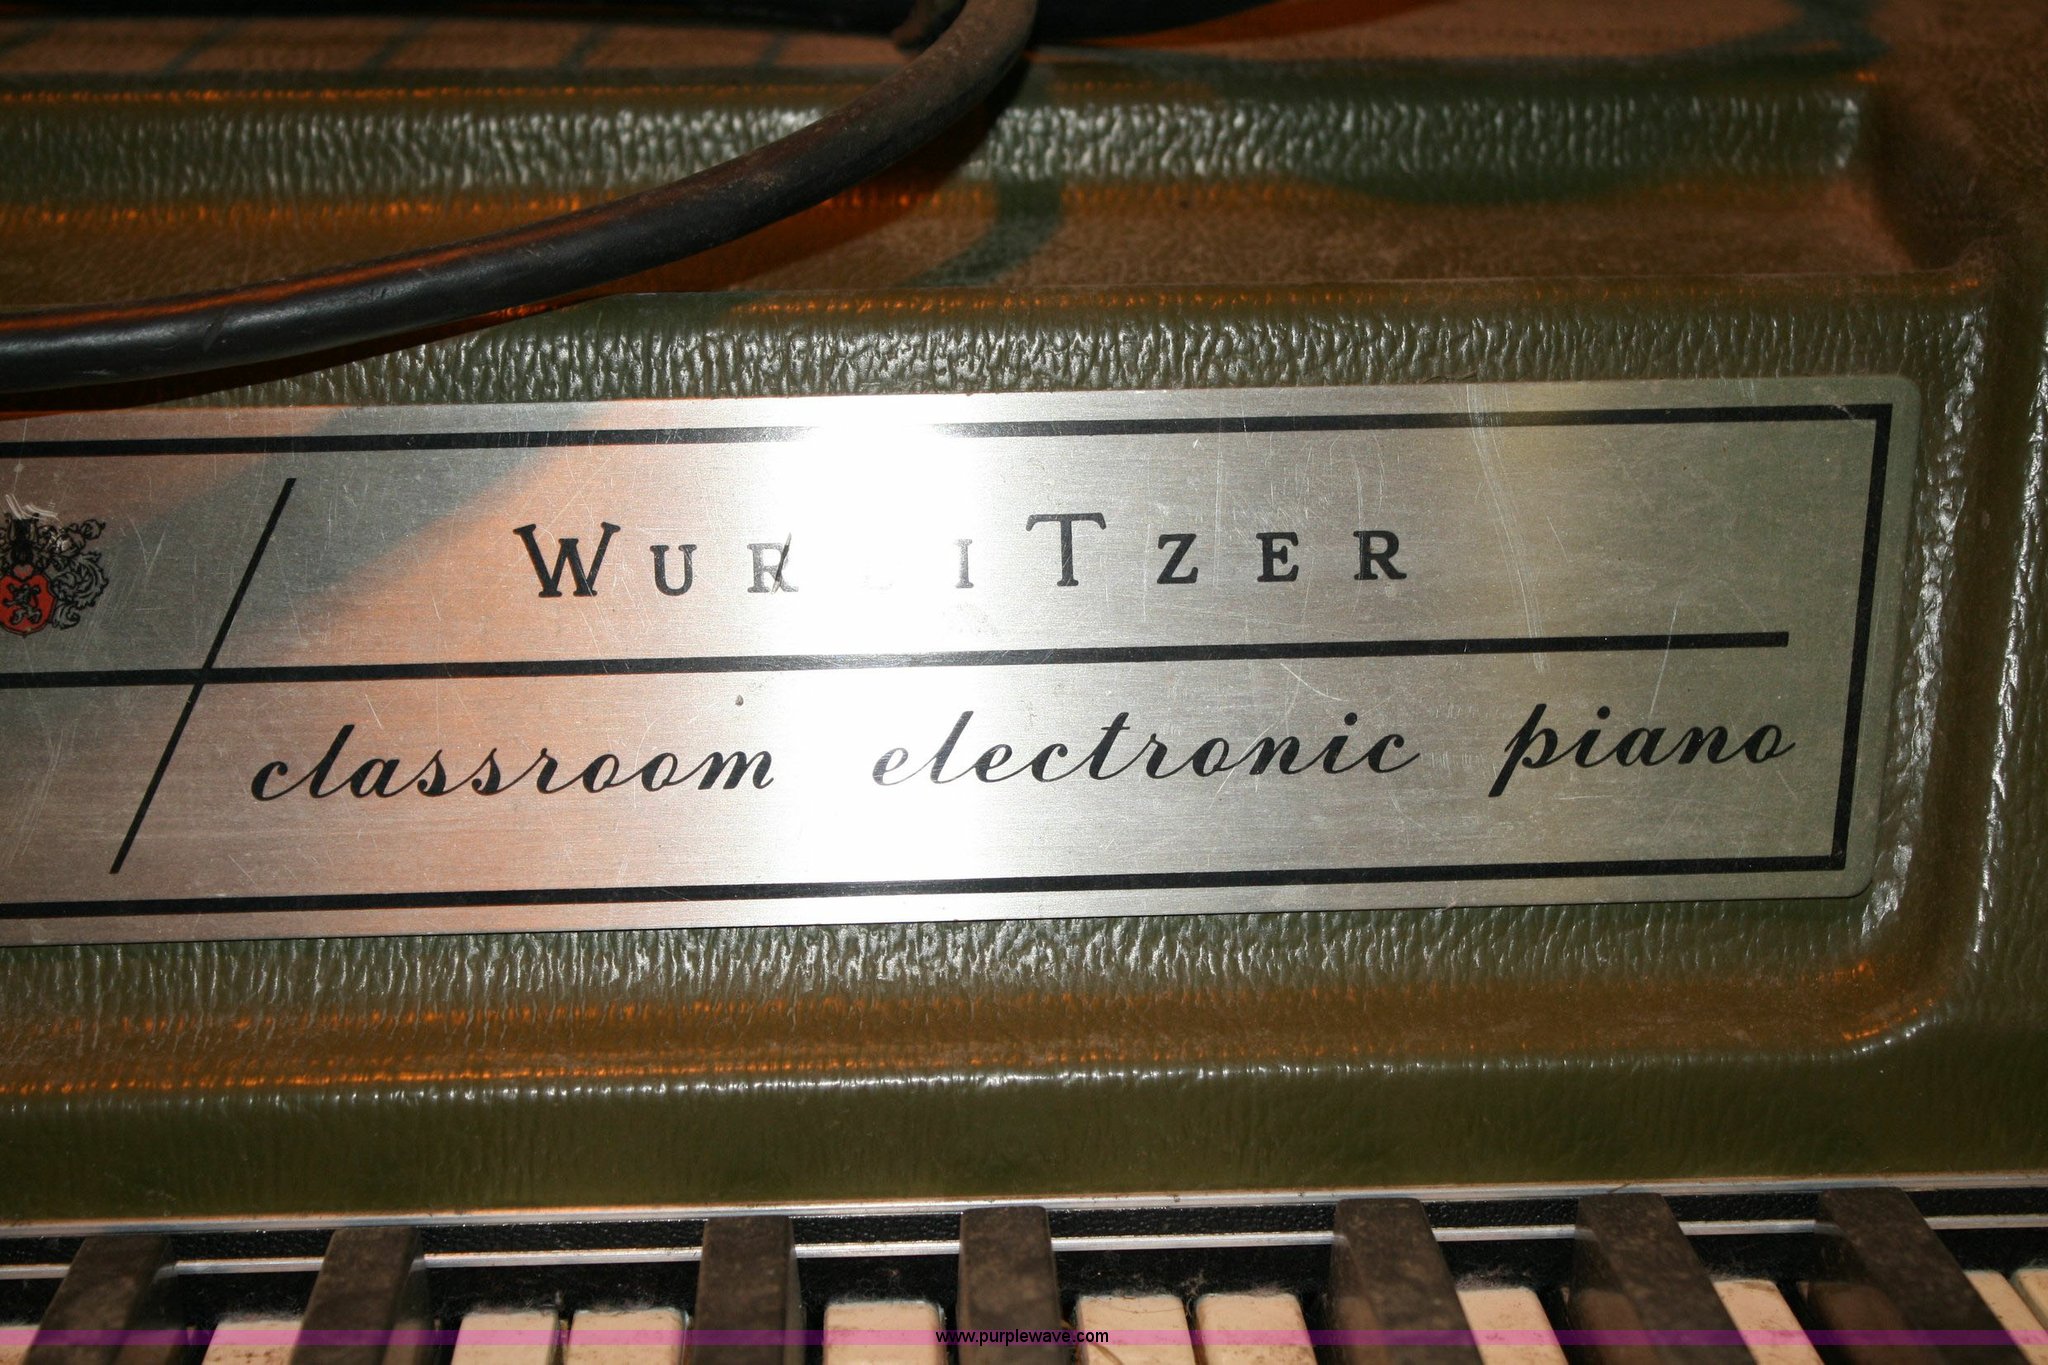 WurliTzer
classroom electronic piano
www.purplewave.com